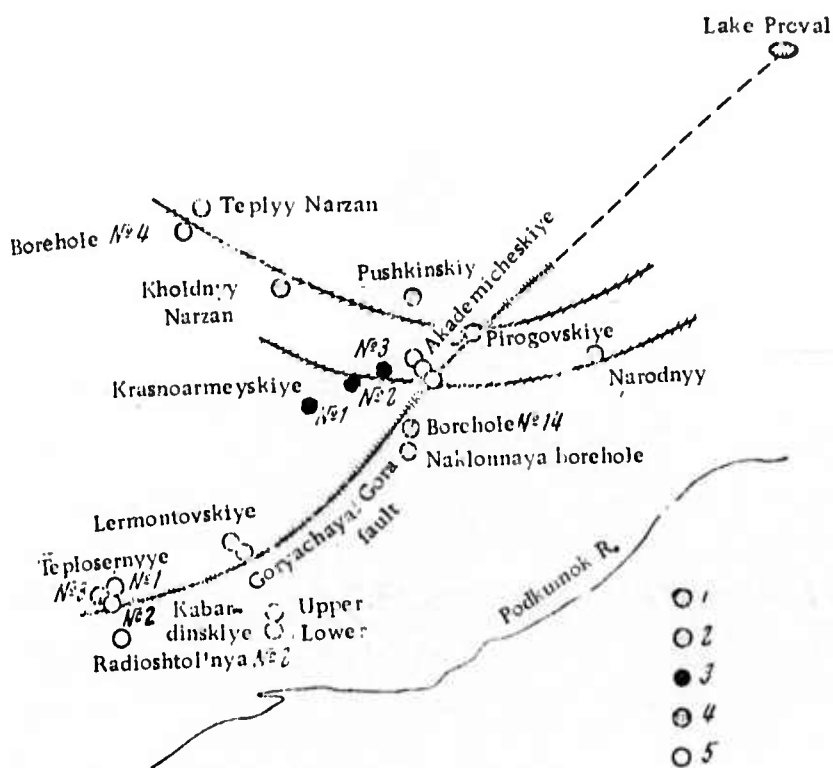 Lake Proval
Teplyy Narzan
Borehole №4
Pushkinskiy
Akademicheskiye
Kholdnyy
Narzan
Pirogovskiye
№3
Krasnoarmeyskiye
№2
№1
Narodnyy
Borehole №14
Naklonnaya borehole
Goryachaya Gora
fault
Lermontovskiye
Teplosernyye
№1
№3
№2
Kabar-
dinskiye
Upper
Lower
Radioshtol'nya №2
Podkumok R.
1
2
3
4
5